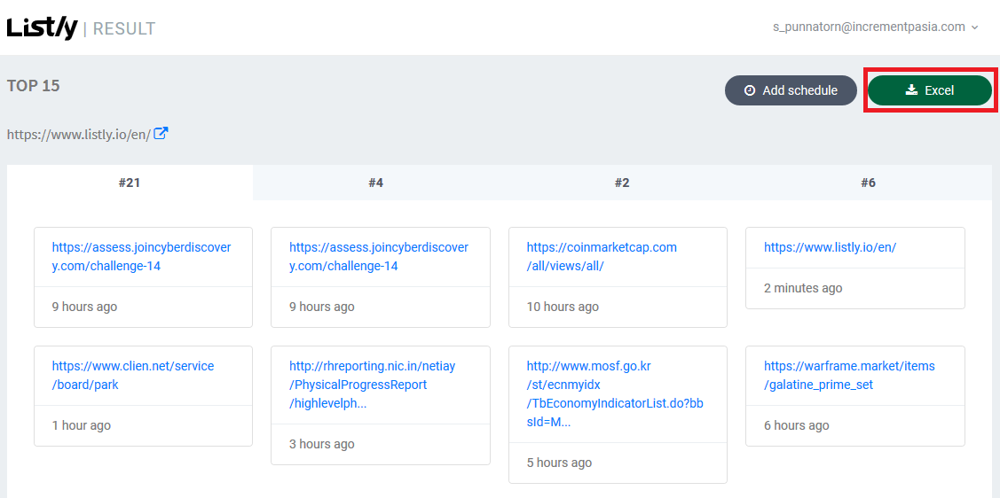 Listly | RESULT
s_punnatorn@incrementpasia.com
TOP 15
Add schedule
Excel
https://www.listly.io/en/
#21
#4
#2
#6
https://assess.joincyberdiscover
y.com/challenge-14
9 hours ago
https://assess.joincyberdiscover
y.com/challenge-14
9 hours ago
https://coinmarketcap.com
/all/views/all/
10 hours ago
https://www.listly.io/en/
2 minutes ago
https://www.clien.net/service
/board/park
1 hour ago
http://rhreporting.nic.in/netiay
/PhysicalProgressReport
/highlevelph...
3 hours ago
http://www.mosf.go.kr
/st/ecnmyidx
/TbEconomyIndicatorList.do?bb
sId=M...
5 hours ago
https://warframe.market/items
/galatine_prime_set
6 hours ago